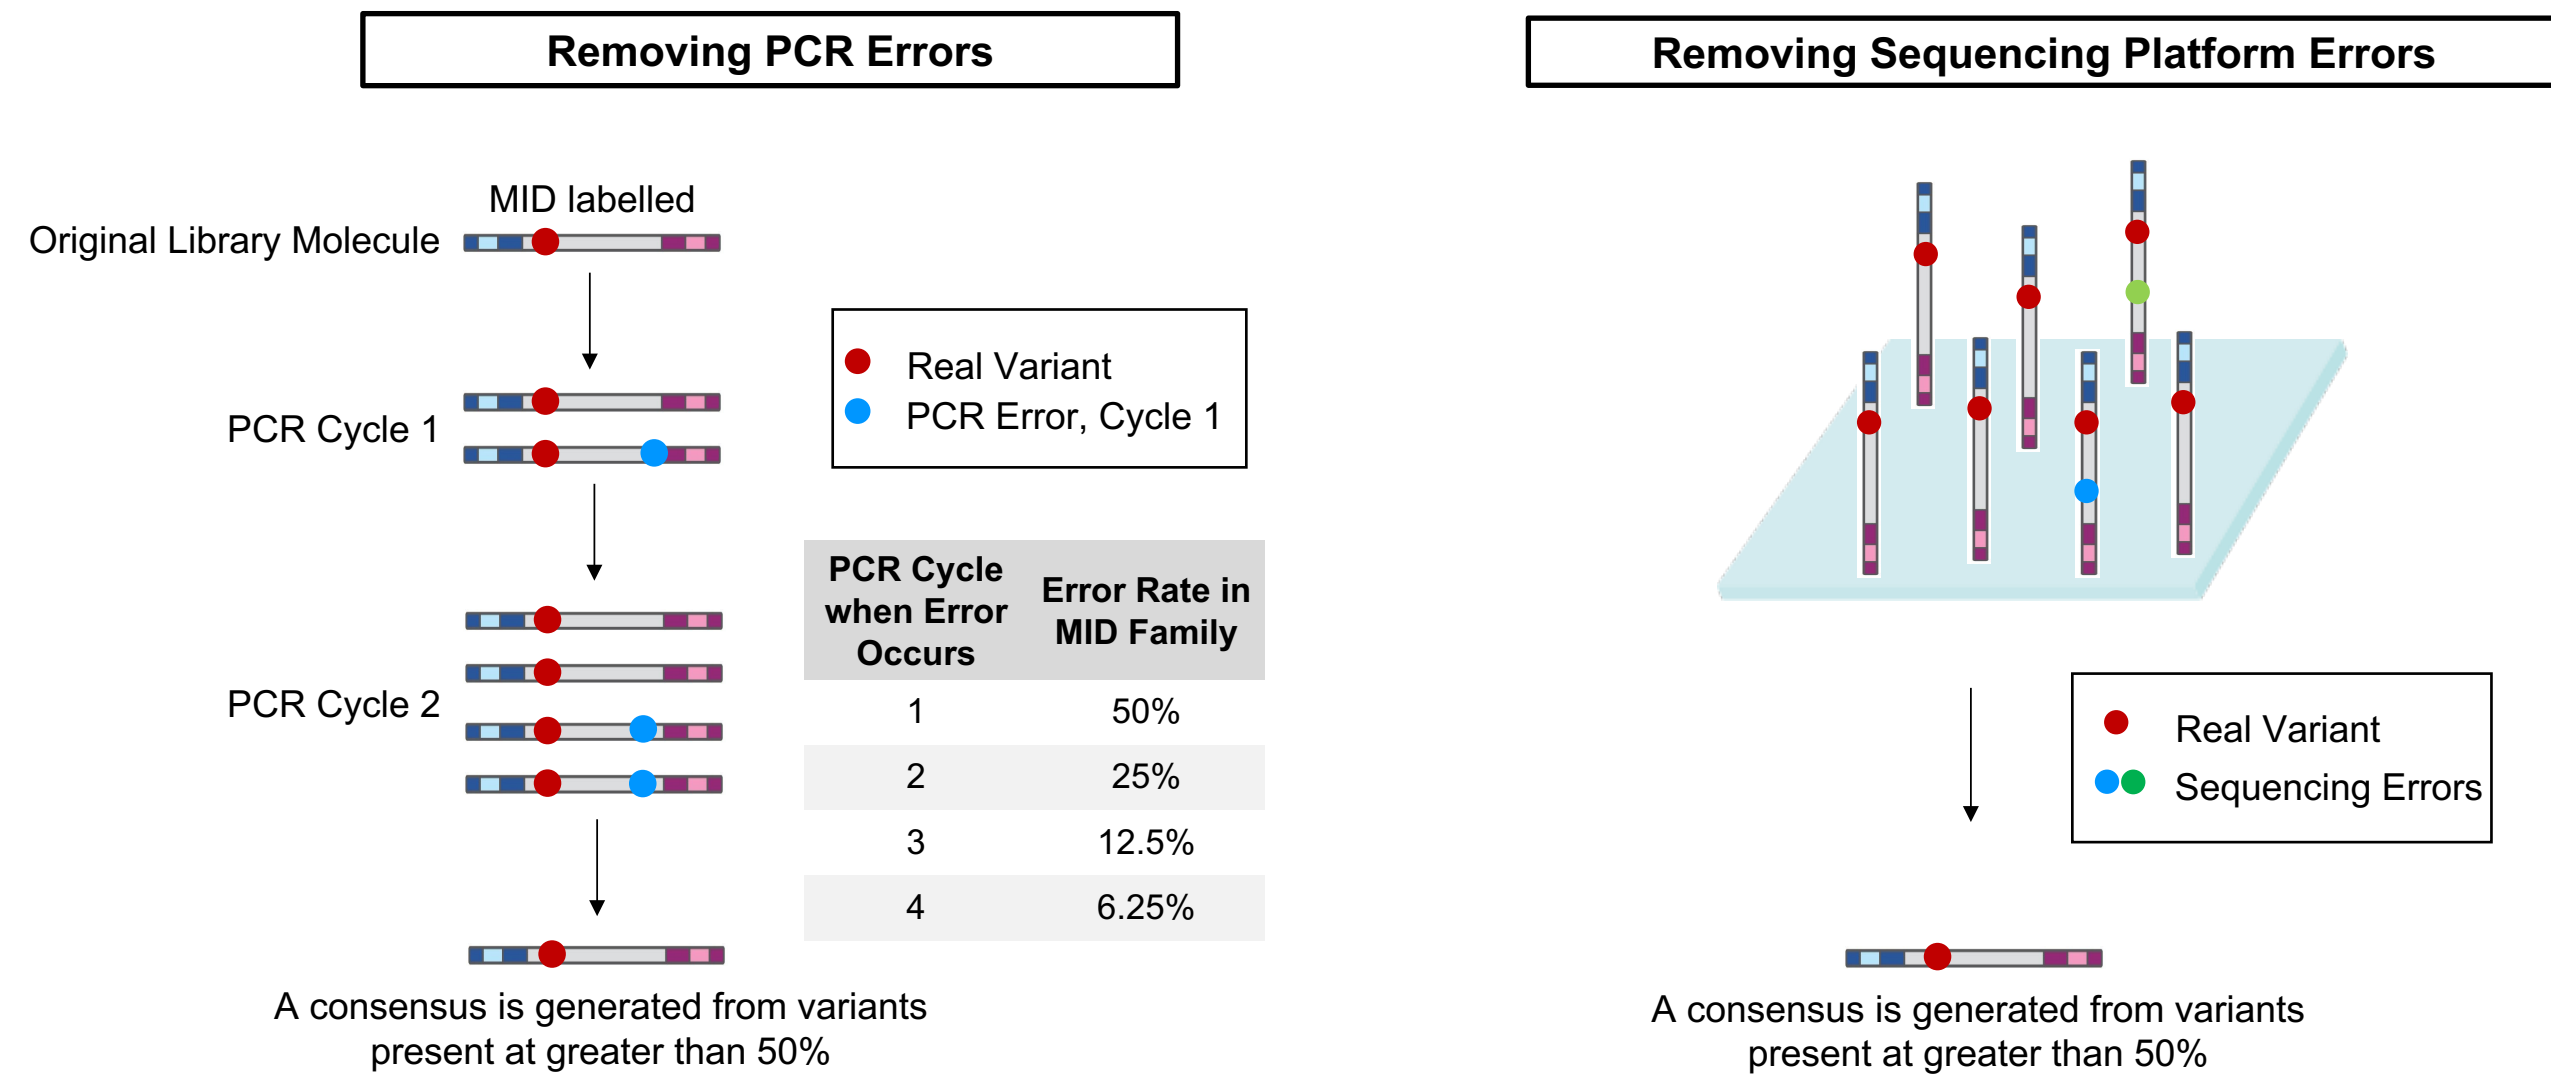 Removing PCR Errors
MID labelled
Original Library Molecule
PCR Cycle 1
PCR Cycle 2
Real Variant
PCR Error, Cycle 1
PCR Cycle
when Error
Occurs
Error Rate in
MID Family
1 50%
2 25%
3 12.5%
4 6.25%
A consensus is generated from variants
present at greater than 50%
Removing Sequencing Platform Errors
Real Variant
Sequencing Errors
A consensus is generated from variants
present at greater than 50%